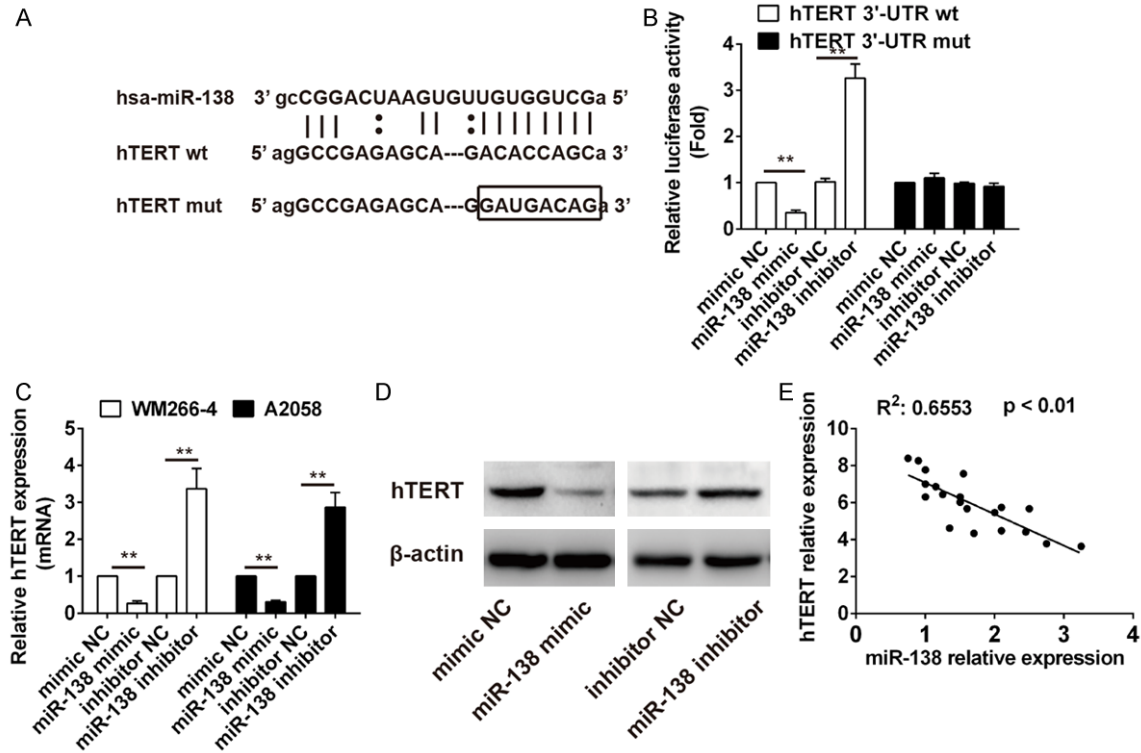 A
hsa-miR-138 3' gcCGGACUAAGUGUUGUGGUCGa 5'
hTERT wt 5' agGCCGAGAGCA---GACACCAGCa 3'
hTERT mut 5' agGCCGAGAGCA---GGAUGACAGa 3'
B
hTERT 3'-UTR wt
hTERT 3'-UTR mut
Relative luciferase activity
(Fold)
4
3
2
1
0
**
**
mimic NC
miR-138 mimic
inhibitor NC
miR-138 inhibitor
mimic NC
miR-138 mimic
inhibitor NC
miR-138 inhibitor
C
WM266-4
A2058
Relative hTERT expression
(mRNA)
5
4
3
2
1
0
**
**
**
**
mimic NC
miR-138 mimic
inhibitor NC
miR-138 inhibitor
mimic NC
miR-138 mimic
inhibitor NC
miR-138 inhibitor
D
hTERT
β-actin
mimic NC
miR-138 mimic
inhibitor NC
miR-138 inhibitor
E
R²: 0.6553 p < 0.01
hTERT relative expression
10
8
6
4
2
0
0 1 2 3 4
miR-138 relative expression